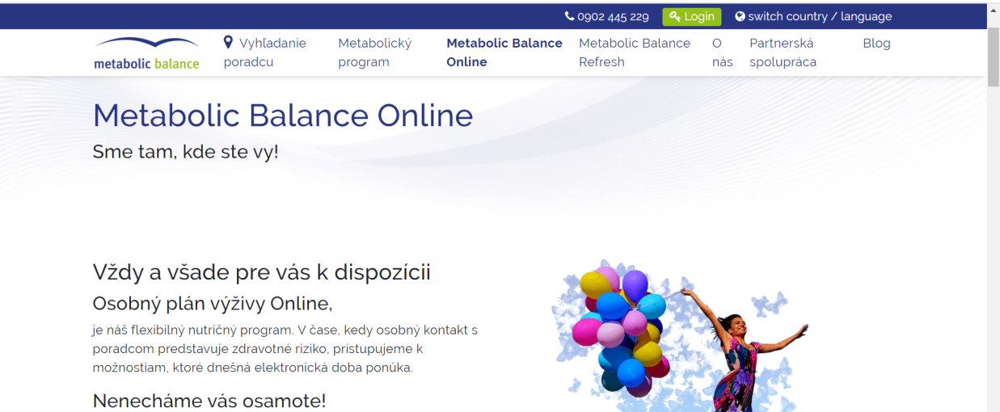 0902 445 229 Login switch country / language
metabolic balance
Vyhľadanie poradcu
Metabolický program
Metabolic Balance Online
Metabolic Balance Refresh
O nás
Partnerská spolupráca
Blog
Metabolic Balance Online
Sme tam, kde ste vy!
Vždy a všade pre vás k dispozícii
Osobný plán výživy Online,
je náš flexibilný nutričný program. V čase, kedy osobný kontakt s
poradcom predstavuje zdravotné riziko, pristupujeme k
možnostiam, ktoré dnešná elektronická doba ponúka.
Nenecháme vás osamote!